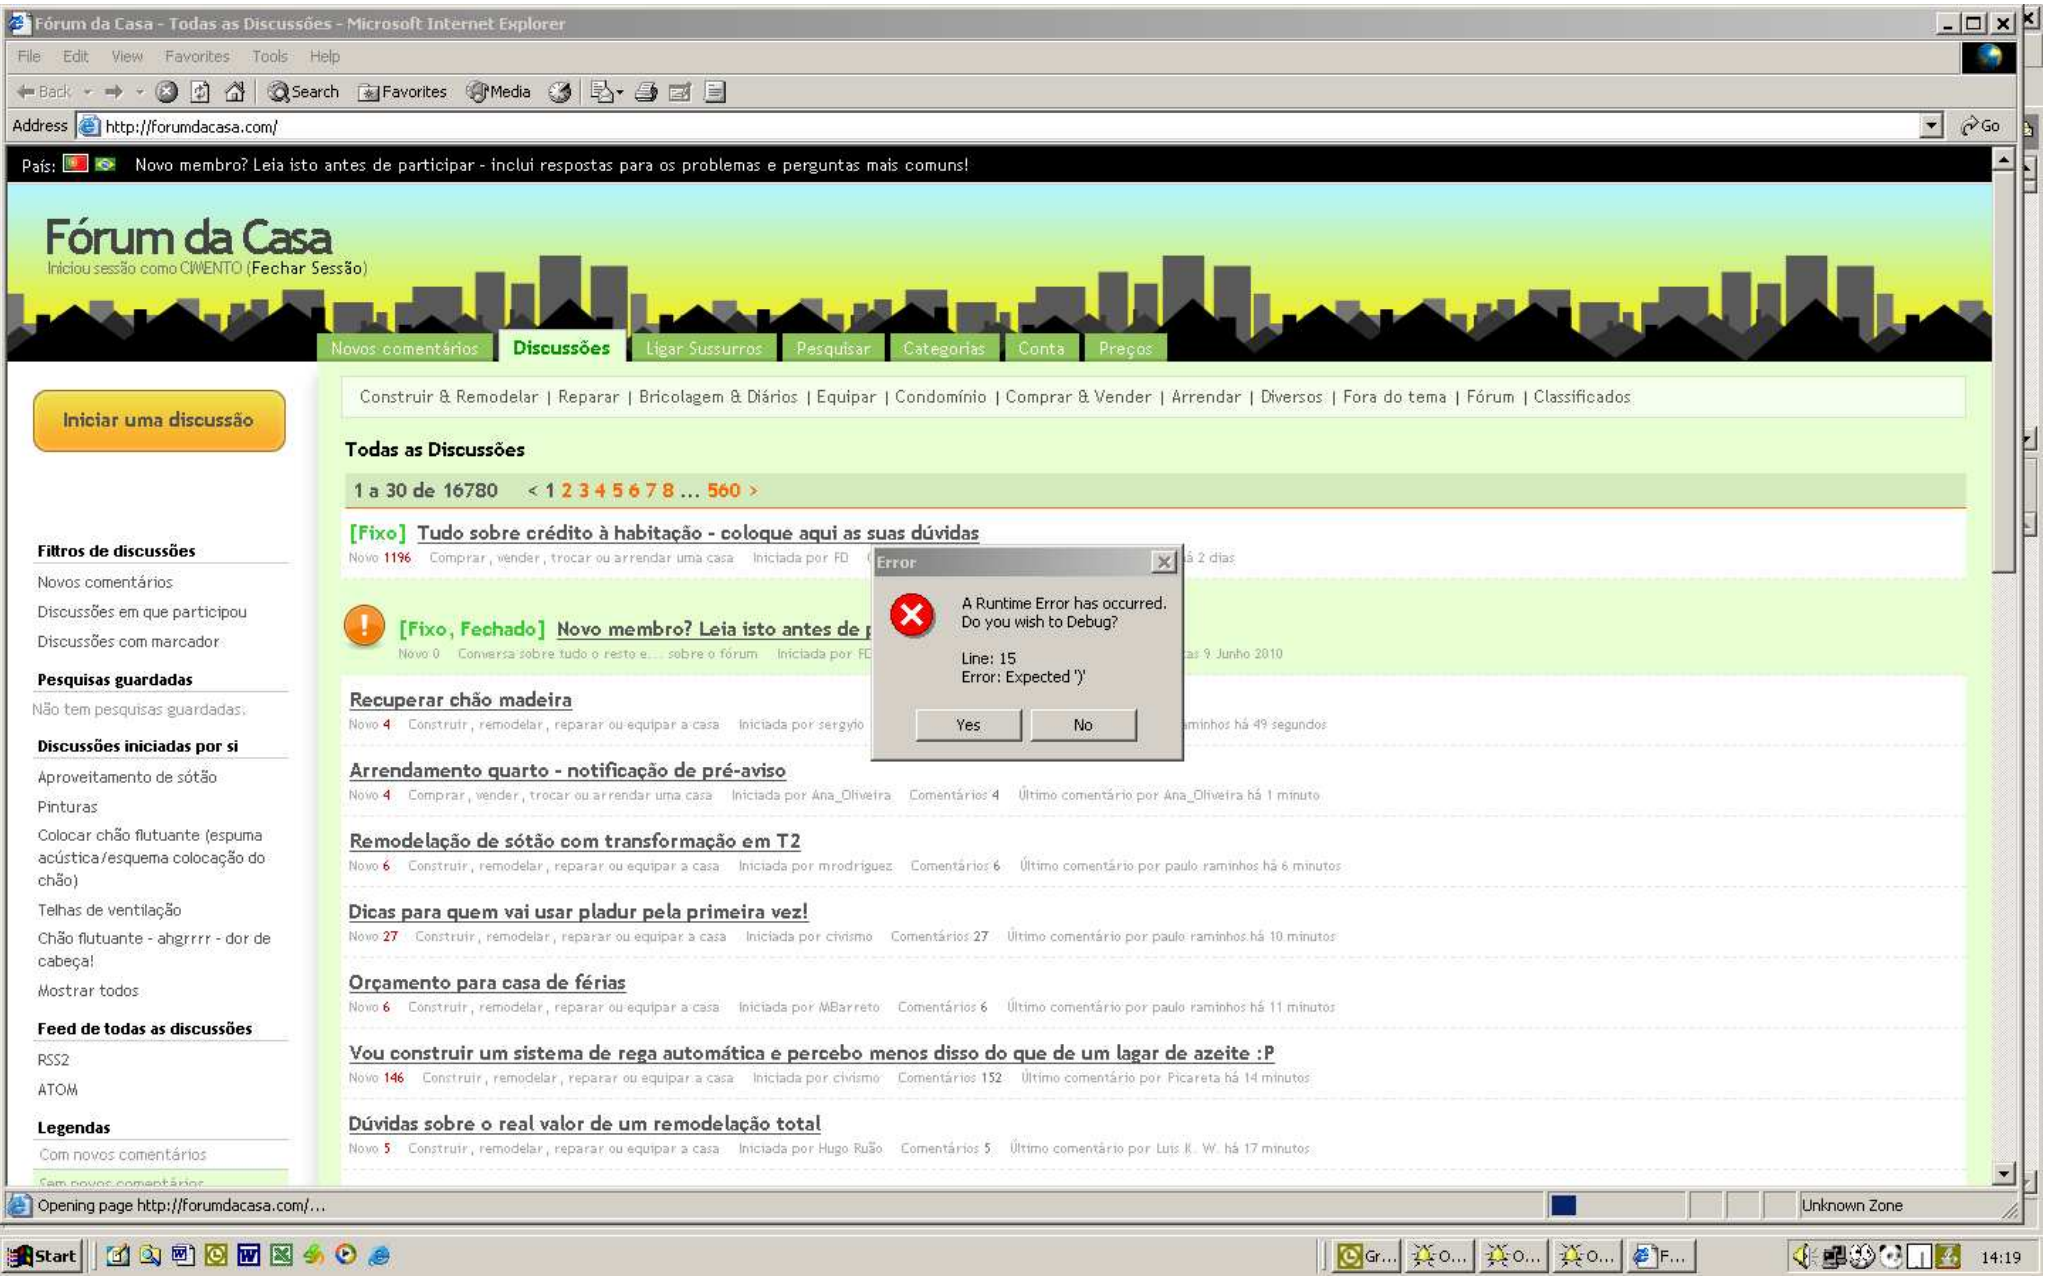 Fórum da Casa - Todas as Discussões - Microsoft Internet Explorer
File Edit View Favorites Tools Help
Back Search Favorites Media
Address http://forumdacasa.com/ Go
País: Novo membro? Leia isto antes de participar - inclui respostas para os problemas e perguntas mais comuns!
Fórum da Casa
Iniciou sessão como CIMENTO (Fechar Sessão)
Novos comentários Discussões Ligar Sussurros Pesquisar Categorias Conta Preços
Construir & Remodelar | Reparar | Bricolagem & Diários | Equipar | Condomínio | Comprar & Vender | Arrendar | Diversos | Fora do tema | Fórum | Classificados
Iniciar uma discussão
Filtros de discussões
Novos comentários
Discussões em que participou
Discussões com marcador
Pesquisas guardadas
Não tem pesquisas guardadas.
Discussões iniciadas por si
Aproveitamento de sótão
Pinturas
Colocar chão flutuante (espuma
acústica/esquema colocação do
chão)
Telhas de ventilação
Chão flutuante - ahgrrrr - dor de
cabeça!
Mostrar todos
Feed de todas as discussões
RSS2
ATOM
Legendas
Com novos comentários
Sem novos comentários
Todas as Discussões
1 a 30 de 16780 < 1 2 3 4 5 6 7 8 ... 560 >
[Fixo] Tudo sobre crédito à habitação - coloque aqui as suas dúvidas
Novo 1196 Comprar, vender, trocar ou arrendar uma casa Iniciada por FD há 2 dias
[Fixo, Fechado] Novo membro? Leia isto antes de
Novo 0 Conversa sobre tudo o resto e... sobre o fórum Iniciada por 9 Junho 2010
Recuperar chão madeira
Novo 4 Construir, remodelar, reparar ou equipar a casa Iniciada por sergyio há 49 segundos
Arrendamento quarto - notificação de pré-aviso
Novo 4 Comprar, vender, trocar ou arrendar uma casa Iniciada por Ana_Oliveira Comentários 4 Último comentário por Ana_Oliveira há 1 minuto
Remodelação de sótão com transformação em T2
Novo 6 Construir, remodelar, reparar ou equipar a casa Iniciada por mrodriguez Comentários 6 Último comentário por paulo raminhos há 6 minutos
Dicas para quem vai usar pladur pela primeira vez!
Novo 27 Construir, remodelar, reparar ou equipar a casa Iniciada por civismo Comentários 27 Último comentário por paulo raminhos há 10 minutos
Orçamento para casa de férias
Novo 6 Construir, remodelar, reparar ou equipar a casa Iniciada por MBarreto Comentários 6 Último comentário por paulo raminhos há 11 minutos
Vou construir um sistema de rega automática e percebo menos disso do que de um lagar de azeite :P
Novo 146 Construir, remodelar, reparar ou equipar a casa Iniciada por civismo Comentários 152 Último comentário por Picareta há 14 minutos
Dúvidas sobre o real valor de um remodelação total
Novo 5 Construir, remodelar, reparar ou equipar a casa Iniciada por Hugo Ruão Comentários 5 Último comentário por Luis K. W. há 17 minutos
Error
A Runtime Error has occurred.
Do you wish to Debug?
Line: 15
Error: Expected ')'
Yes No
Opening page http://forumdacasa.com/... Unknown Zone
Start Gr... O... O... O... F... 14:19